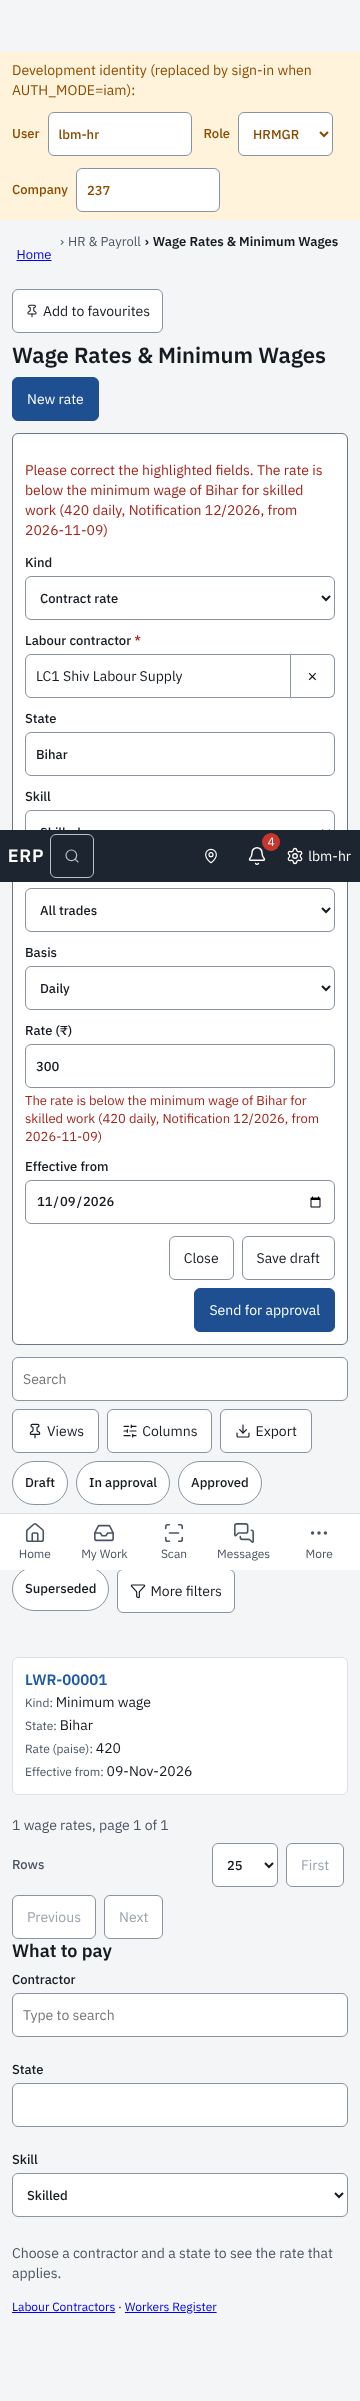 Development identity (replaced by sign-in when
AUTH_MODE=iam):
User lbm-hr Role HRMGR
Company 237
Home › HR & Payroll › Wage Rates & Minimum Wages
Add to favourites
Wage Rates & Minimum Wages
New rate
Please correct the highlighted fields. The rate is
below the minimum wage of Bihar for skilled
work (420 daily, Notification 12/2026, from
2026-11-09)
Kind
Contract rate
Labour contractor *
LC1 Shiv Labour Supply ×
State
Bihar
Skill
ERP 4 lbm-hr
All trades
Basis
Daily
Rate (₹)
300
The rate is below the minimum wage of Bihar for
skilled work (420 daily, Notification 12/2026, from
2026-11-09)
Effective from
11/09/2026
Close Save draft
Send for approval
Search
Views Columns Export
Draft In approval Approved
Home My Work Scan Messages More
Superseded More filters
LWR-00001
Kind: Minimum wage
State: Bihar
Rate (paise): 420
Effective from: 09-Nov-2026
1 wage rates, page 1 of 1
Rows 25 First
Previous Next
What to pay
Contractor
Type to search
State
Skill
Skilled
Choose a contractor and a state to see the rate that
applies.
Labour Contractors · Workers Register